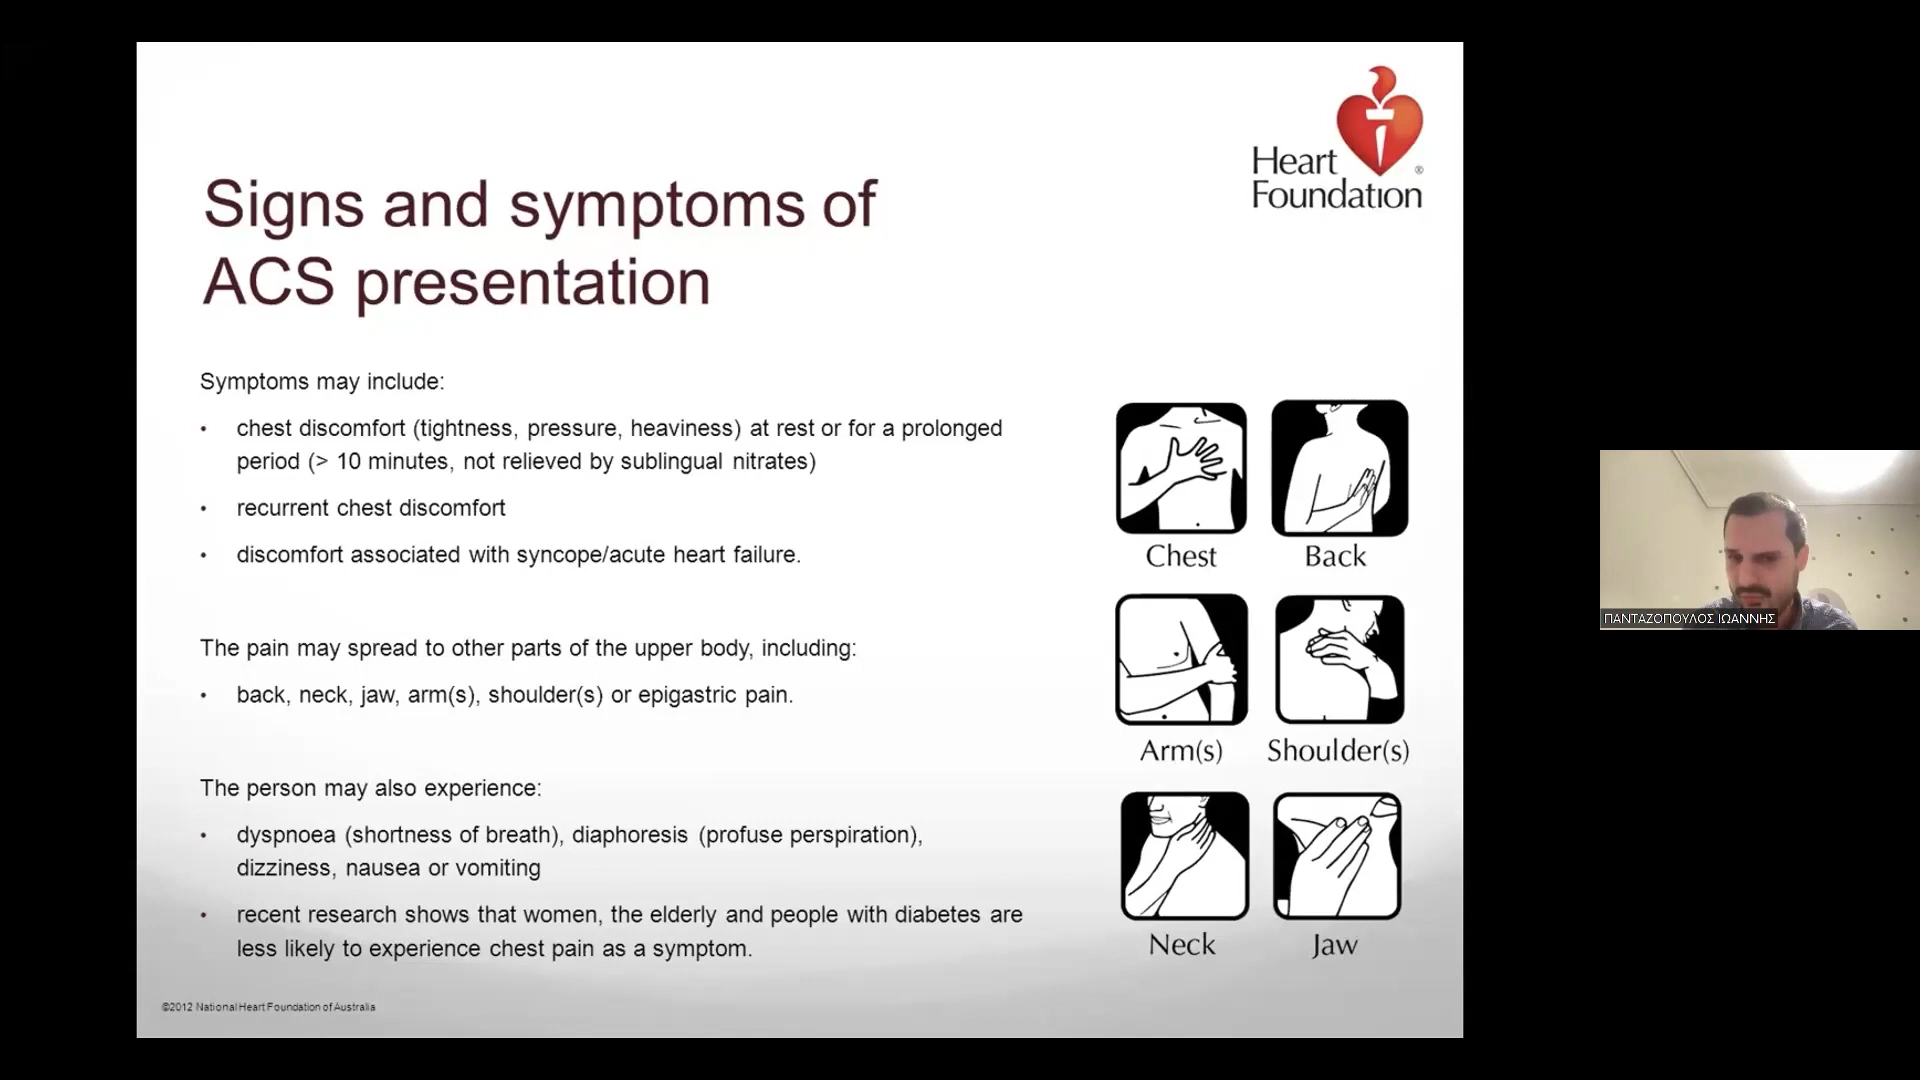 Heart
Foundation
®
Signs and symptoms of
ACS presentation
Symptoms may include:
• chest discomfort (tightness, pressure, heaviness) at rest or for a prolonged
period (> 10 minutes, not relieved by sublingual nitrates)
• recurrent chest discomfort
• discomfort associated with syncope/acute heart failure.
The pain may spread to other parts of the upper body, including:
• back, neck, jaw, arm(s), shoulder(s) or epigastric pain.
The person may also experience:
• dyspnoea (shortness of breath), diaphoresis (profuse perspiration),
dizziness, nausea or vomiting
• recent research shows that women, the elderly and people with diabetes are
less likely to experience chest pain as a symptom.
Chest
Back
Arm(s)
Shoulder(s)
Neck
Jaw
©2012 National Heart Foundation of Australia
ΠΑΝΤΑΖΟΠΟΥΛΟΣ ΙΩΑΝΝΗΣ